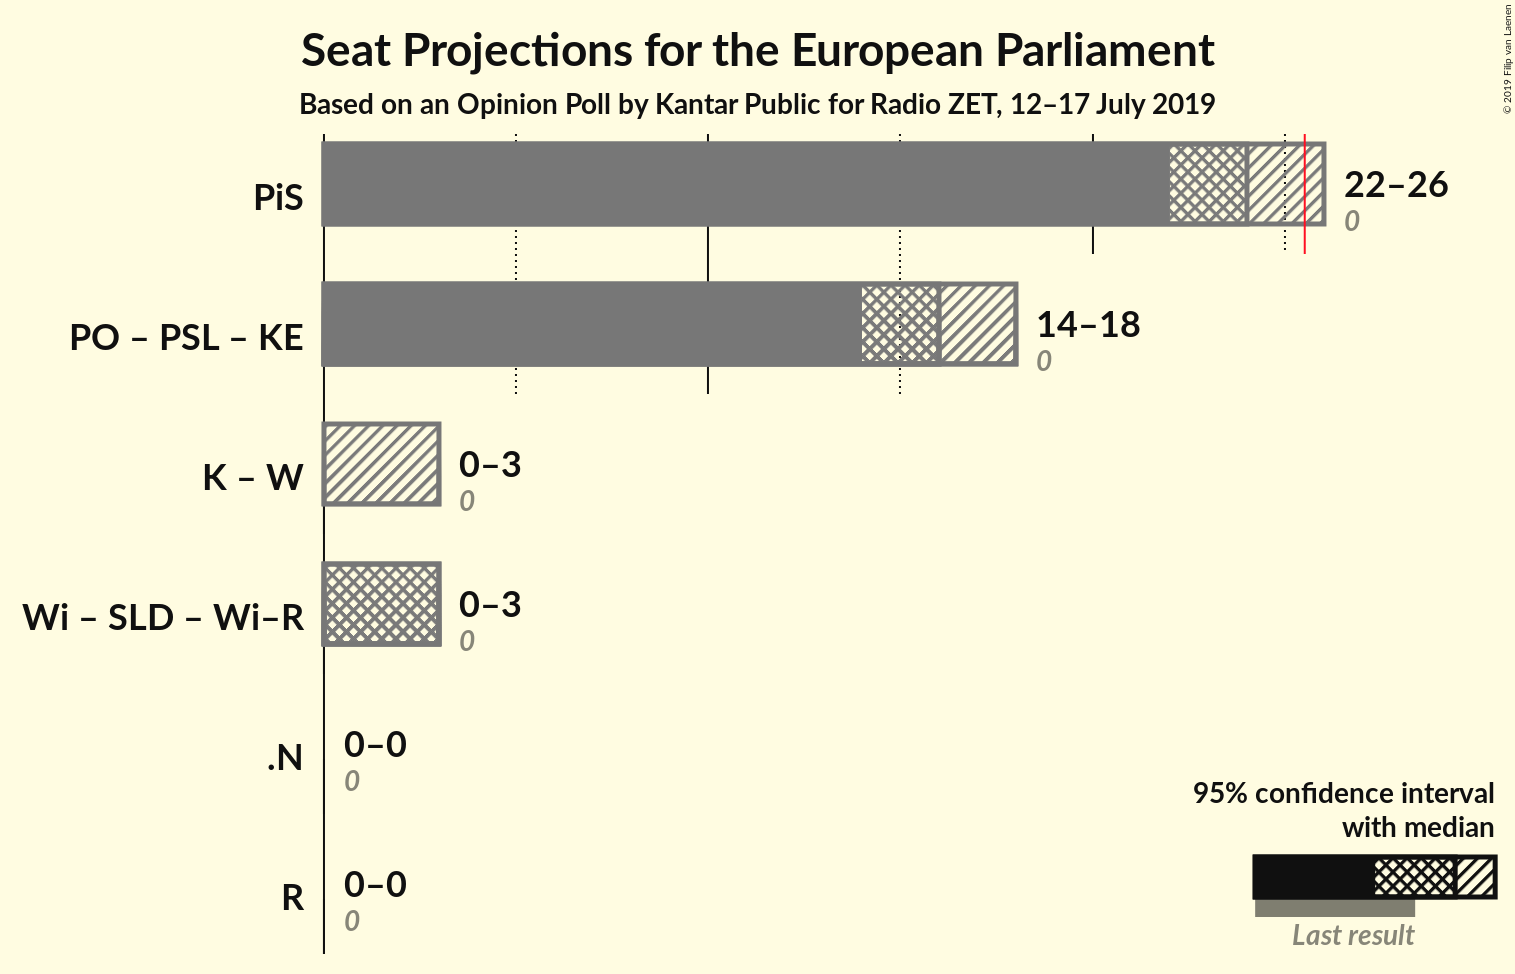 Seat Projections for the European Parliament
Based on an Opinion Poll by Kantar Public for Radio ZET, 12–17 July 2019
© 2019 Filip van Laenen
PiS
22–26
0
PO – PSL – KE
14–18
0
K – W
0–3
0
Wi – SLD – Wi–R
0–3
0
.N
0–0
0
R
0–0
0
95% confidence interval
with median
Last result